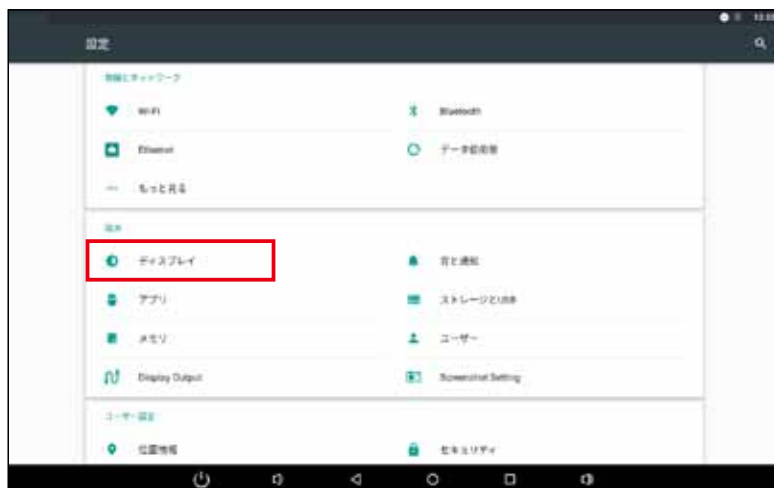 設定
無線とネットワーク
Wi-Fi
Bluetooth
Ethernet
データ使用量
もっと見る
端末
ディスプレイ
音と通知
アプリ
ストレージとUSB
メモリ
ユーザー
Display Output
Screenshot Setting
ユーザー設定
位置情報
セキュリティ